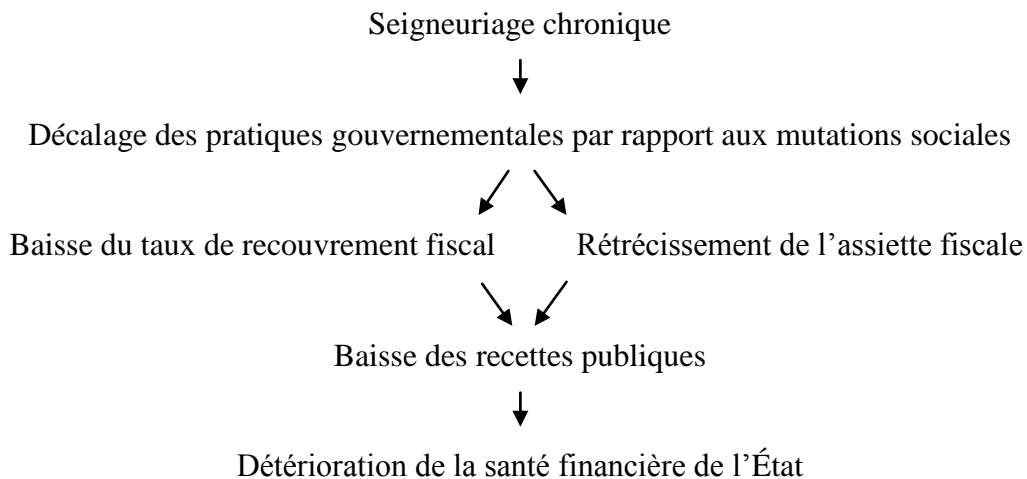 Seigneuriage chronique
Décalage des pratiques gouvernementales par rapport aux mutations sociales
Baisse du taux de recouvrement fiscal
Rétrécissement de l’assiette fiscale
Baisse des recettes publiques
Détérioration de la santé financière de l’État